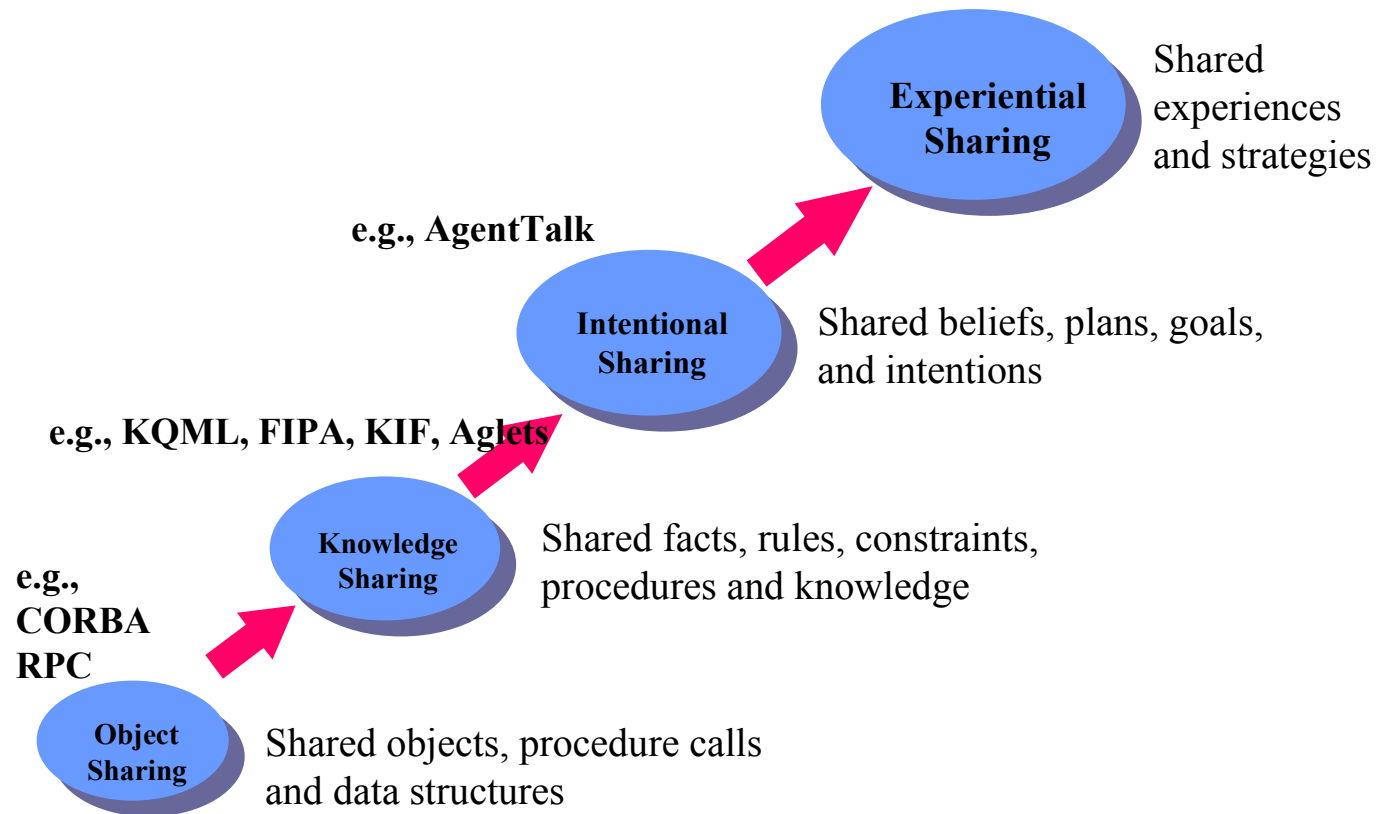 Experiential
Sharing
Shared
experiences
and strategies
e.g., AgentTalk
Intentional
Sharing
Shared beliefs, plans, goals,
and intentions
e.g., KQML, FIPA, KIF, Aglets
Knowledge
Sharing
Shared facts, rules, constraints,
procedures and knowledge
e.g.,
CORBA
RPC
Object
Sharing
Shared objects, procedure calls
and data structures